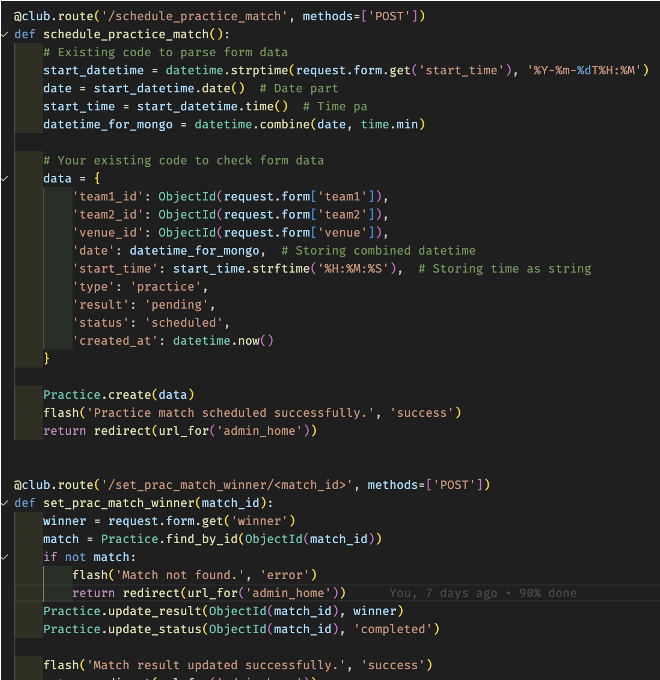 @club.route('/schedule_practice_match', methods=['POST'])
def schedule_practice_match():
    # Existing code to parse form data
    start_datetime = datetime.strptime(request.form.get('start_time'), '%Y-%m-%dT%H:%M')
    date = start_datetime.date()  # Date part
    start_time = start_datetime.time()  # Time pa
    datetime_for_mongo = datetime.combine(date, time.min)
    # Your existing code to check form data
    data = {
        'team1_id': ObjectId(request.form['team1']),
        'team2_id': ObjectId(request.form['team2']),
        'venue_id': ObjectId(request.form['venue']),
        'date': datetime_for_mongo,  # Storing combined datetime
        'start_time': start_time.strftime('%H:%M:%S'),  # Storing time as string
        'type': 'practice',
        'result': 'pending',
        'status': 'scheduled',
        'created_at': datetime.now()
    }
    Practice.create(data)
    flash('Practice match scheduled successfully.', 'success')
    return redirect(url_for('admin_home'))
@club.route('/set_prac_match_winner/<match_id>', methods=['POST'])
def set_prac_match_winner(match_id):
    winner = request.form.get('winner')
    match = Practice.find_by_id(ObjectId(match_id))
    if not match:
        flash('Match not found.', 'error')
        return redirect(url_for('admin_home'))      You, 7 days ago • 90% done
    Practice.update_result(ObjectId(match_id), winner)
    Practice.update_status(ObjectId(match_id), 'completed')
    flash('Match result updated successfully.', 'success')